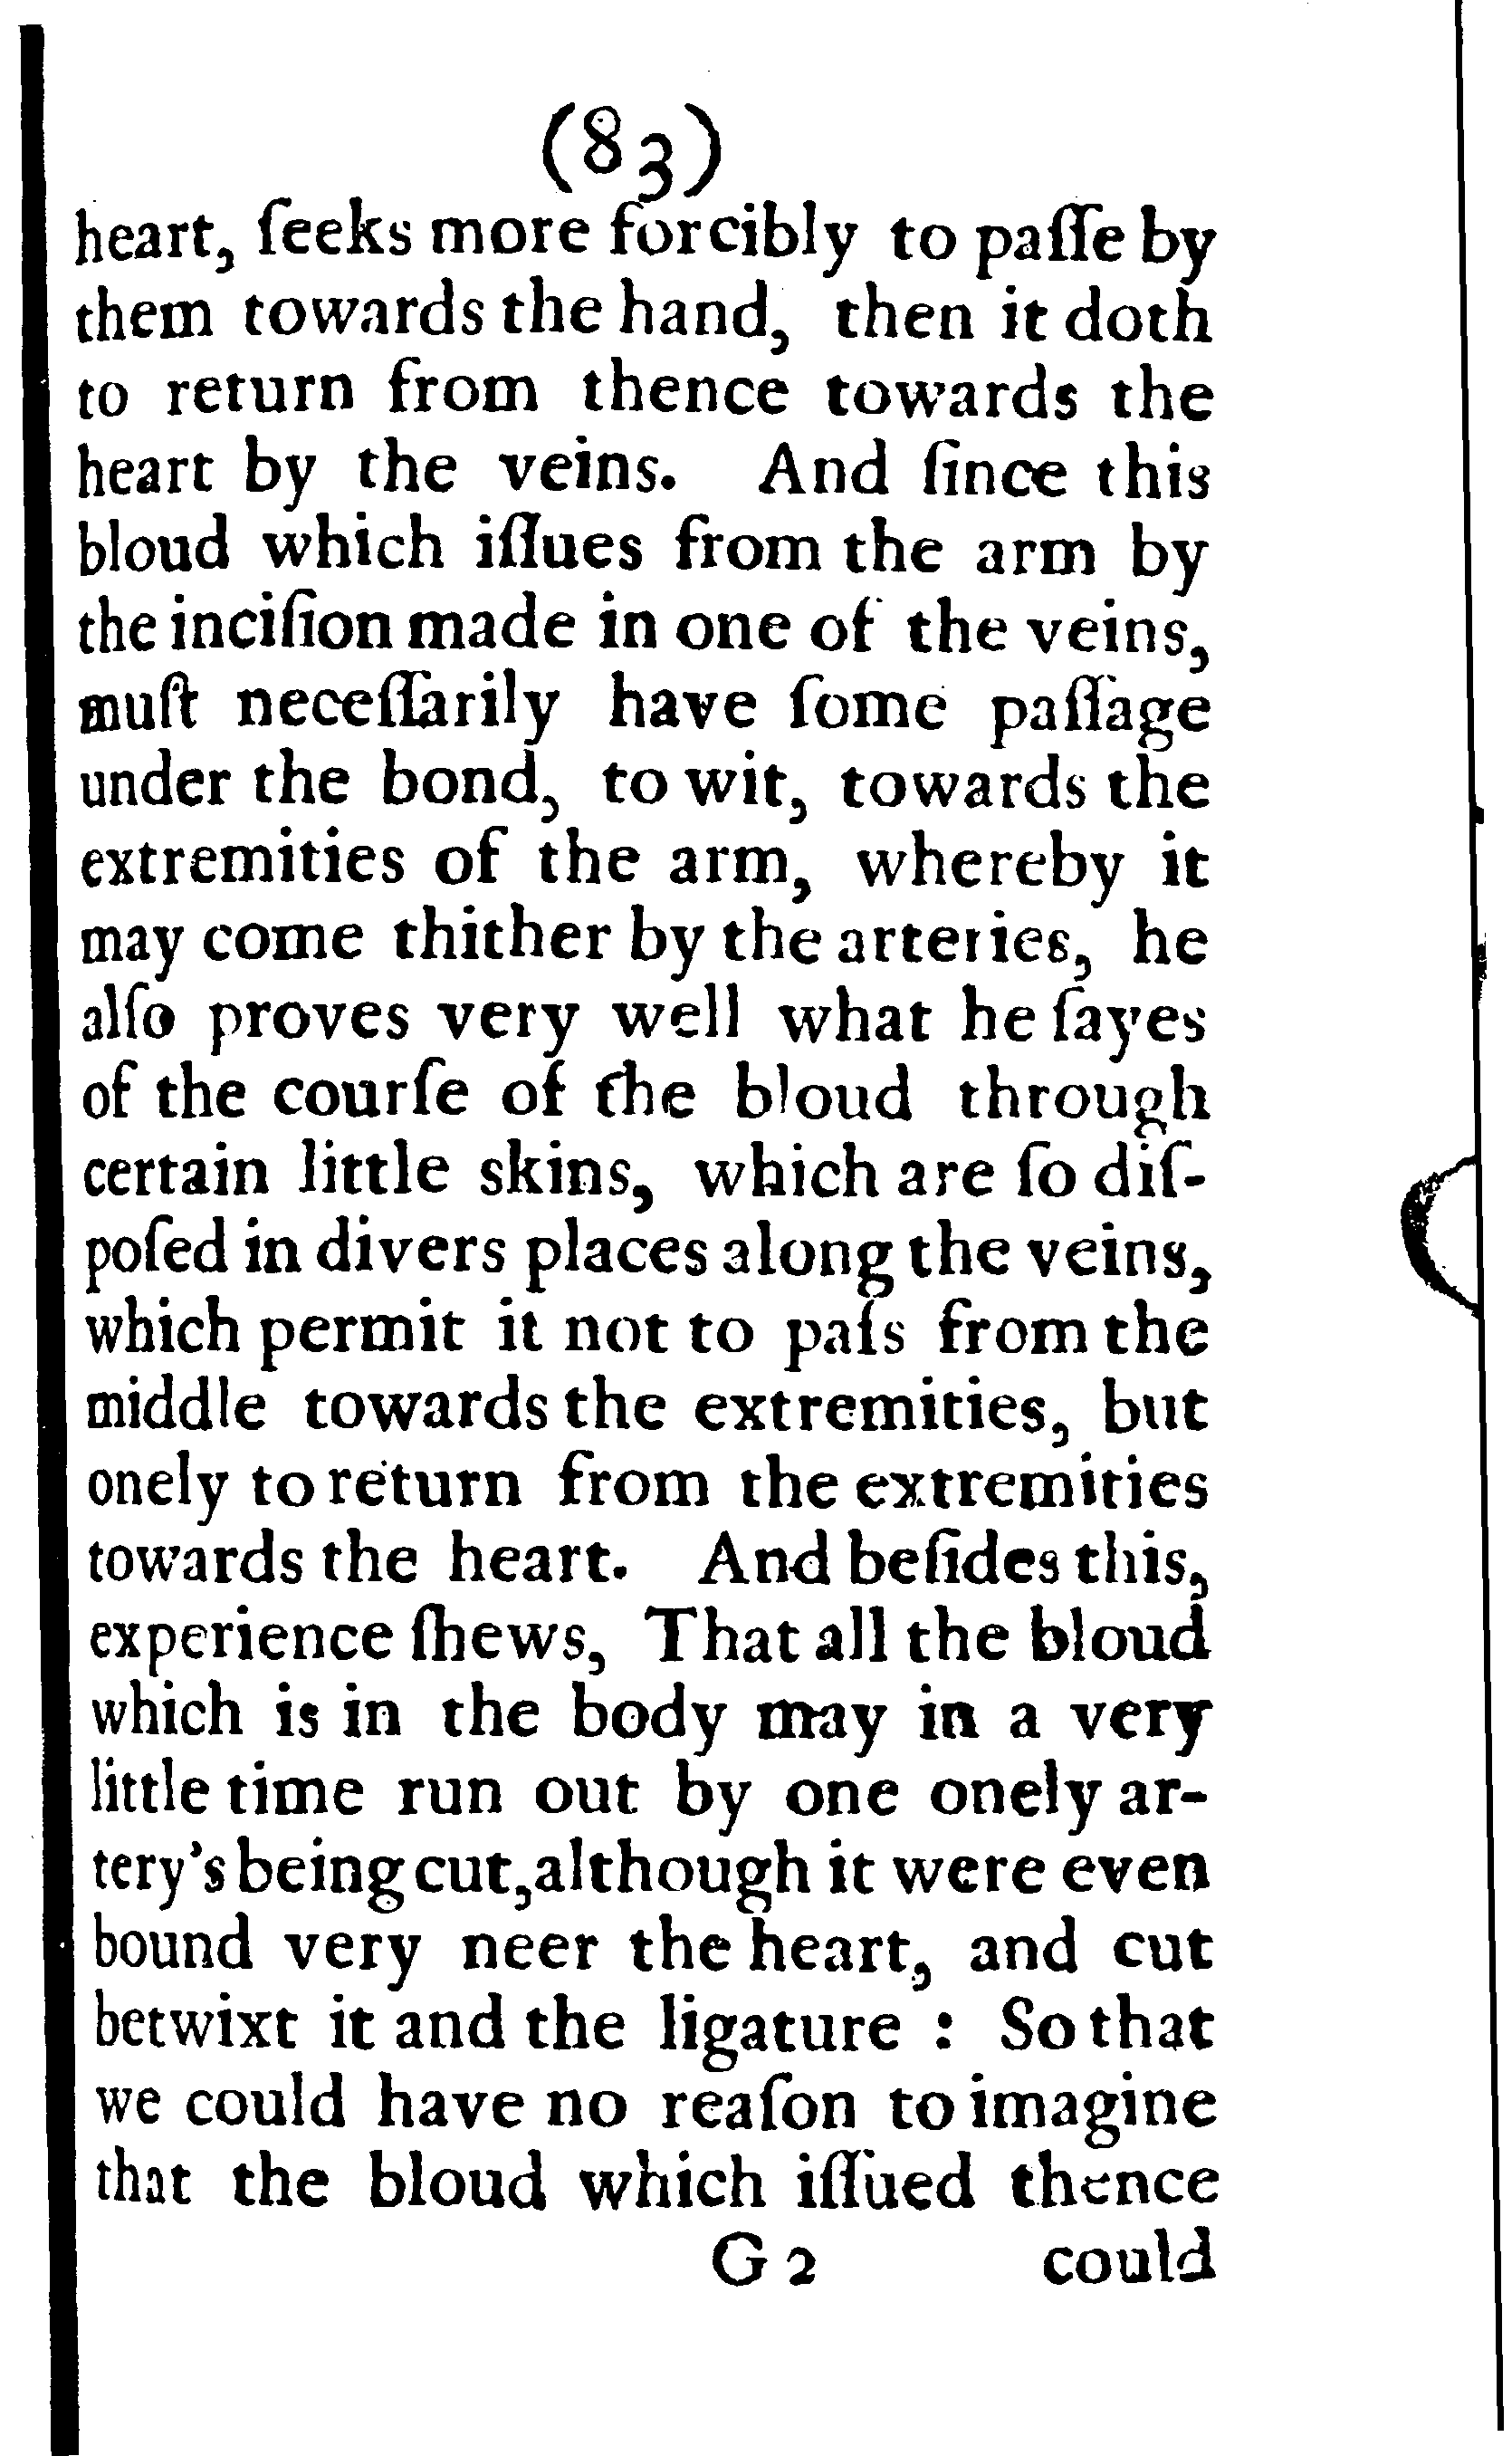 (83)
heart, ſeeks more forcibly to paſſe by
them towards the hand, then it doth
to return from thence towards the
heart by the veins. And ſince this
bloud which iſſues from the arm by
the inciſion made in one of the veins,
muſt neceſſarily have ſome paſſage
under the bond, to wit, towards the
extremities of the arm, whereby it
may come thither by the arteries, he
alſo proves very well what he ſayes
of the courſe of the bloud through
certain little skins, which are ſo diſ-
poſed in divers places along the veins,
which permit it not to paſs from the
middle towards the extremities, but
onely to return from the extremities
towards the heart. And beſides this,
experience ſhews, That all the bloud
which is in the body may in a very
little time run out by one onely ar-
tery's being cut, although it were even
bound very neer the heart, and cut
betwixt it and the ligature : So that
we could have no reaſon to imagine
that the bloud which iſſued thence
G 2 could